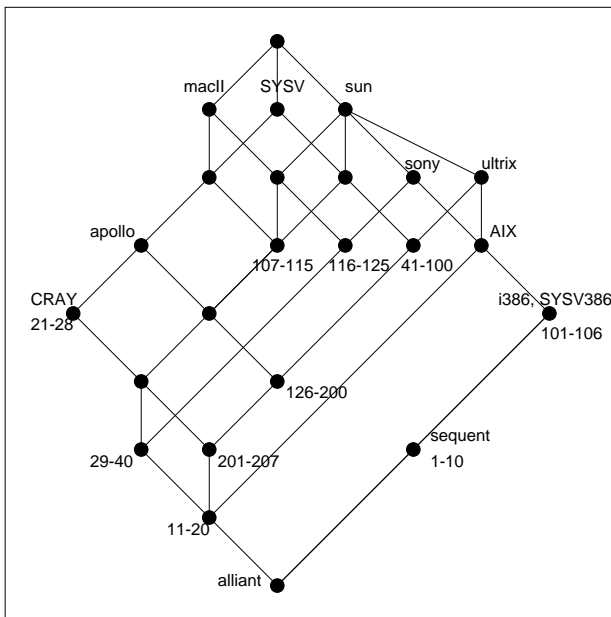 macII
SYSV
sun
sony
ultrix
apollo
AIX
107-115
116-125
41-100
CRAY
21-28
i386, SYSV386
101-106
126-200
sequent
1-10
29-40
201-207
11-20
alliant